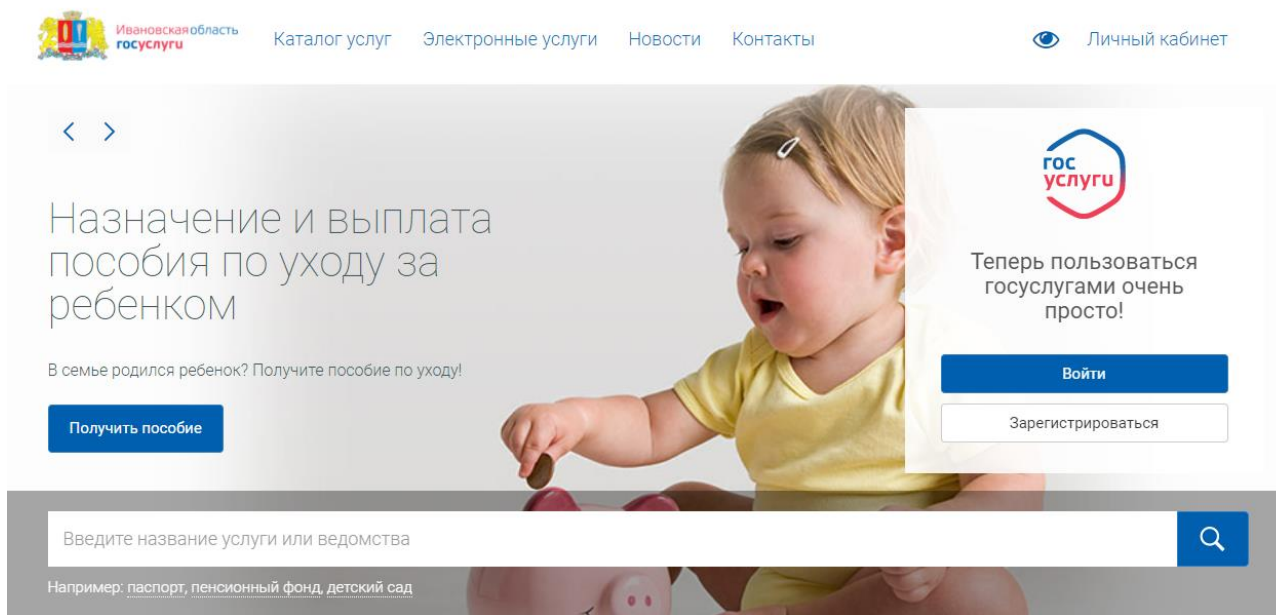 Ивановская область
госуслуги
Каталог услуг Электронные услуги Новости Контакты Личный кабинет
Назначение и выплата
пособия по уходу за
ребенком
В семье родился ребенок? Получите пособие по уходу!
Получить пособие
гос
услуги
Теперь пользоваться
госуслугами очень
просто!
Войти
Зарегистрироваться
Введите название услуги или ведомства
Например: паспорт, пенсионный фонд, детский сад